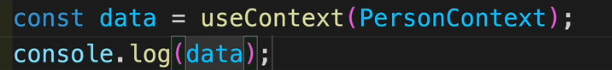 const data = useContext(PersonContext);
console.log(data);